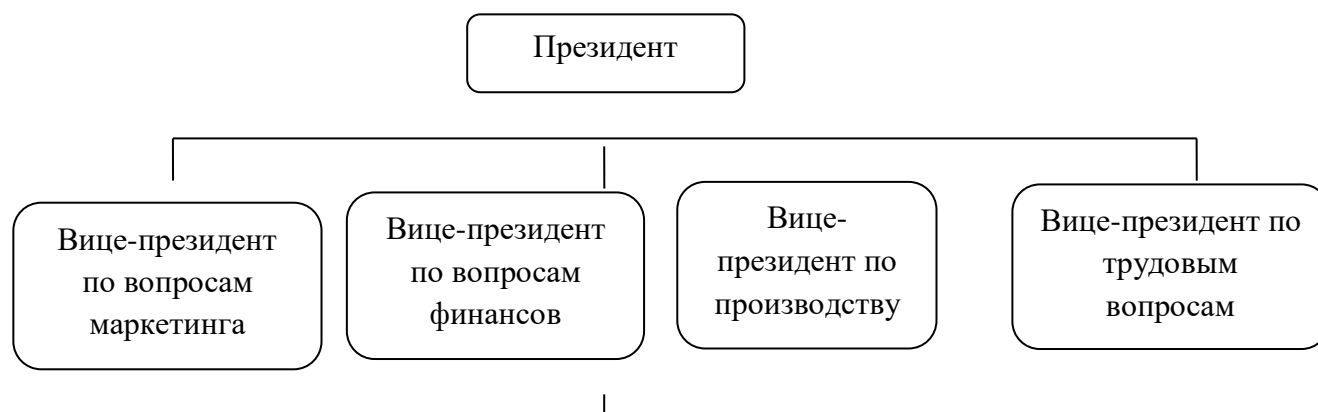 Президент
Вице-президент
по вопросам
маркетинга
Вице-президент
по вопросам
финансов
Вице-
президент по
производству
Вице-президент по
трудовым
вопросам